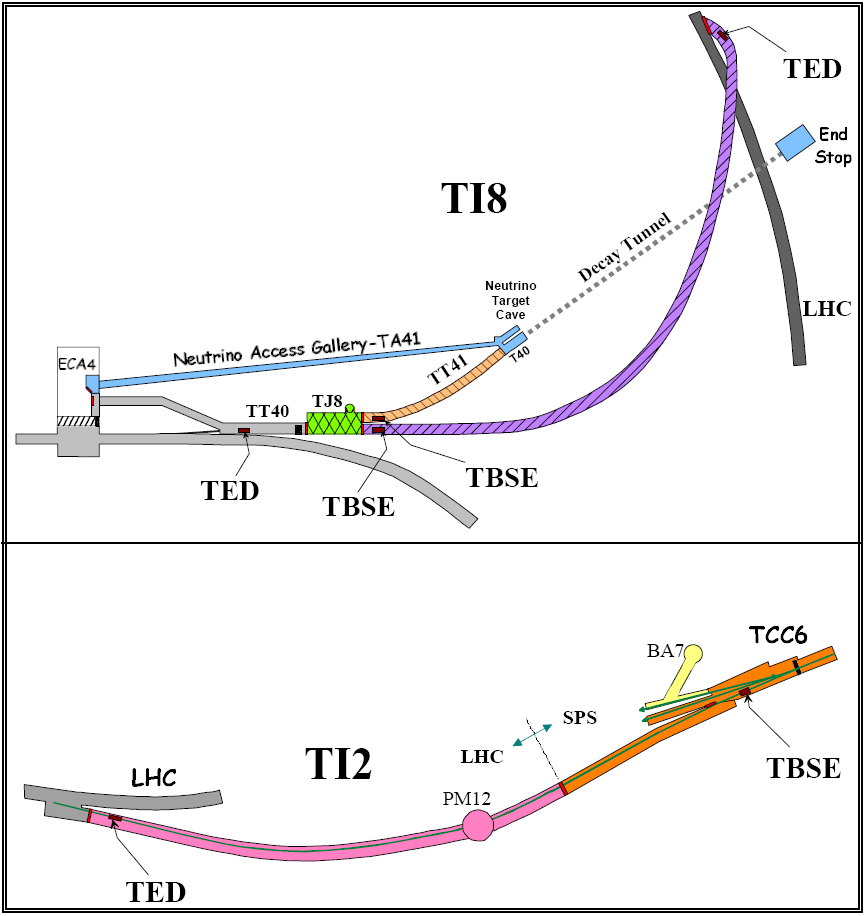 TED
End
Stop
TI8
Decay Tunnel
LHC
Neutrino
Target
Cave
T40
Neutrino Access Gallery-TA41
ECA4
TT41
TJ8
TT40
TED
TBSE
TBSE
TCC6
BA7
SPS
LHC
TBSE
TI2
LHC
PM12
TED